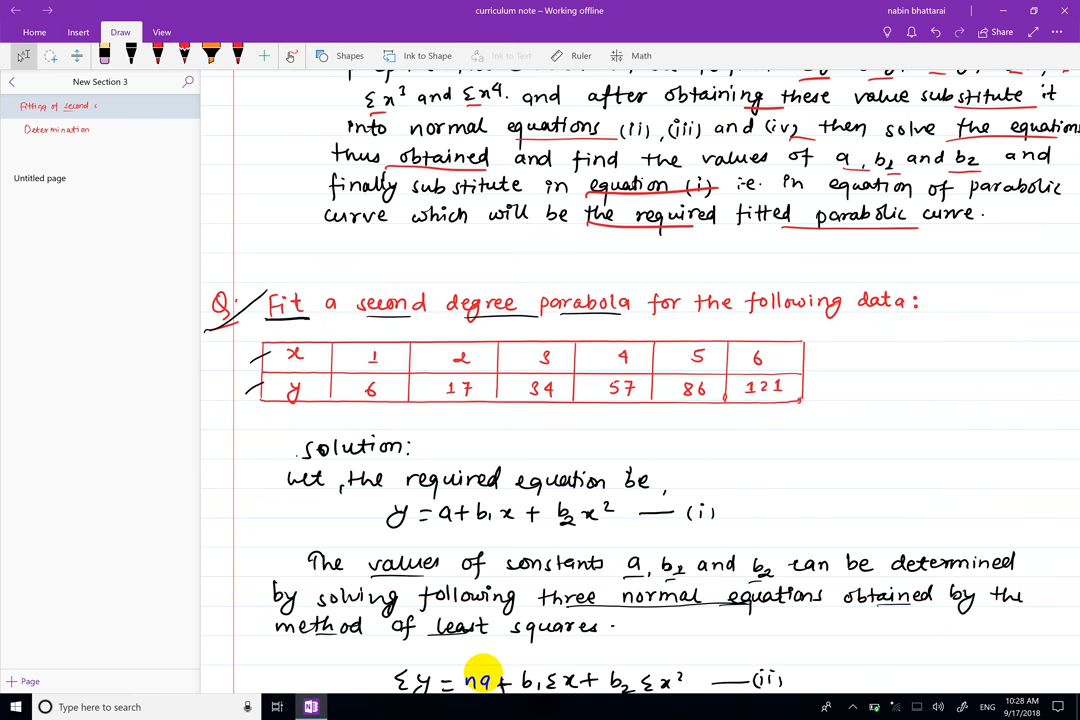 curriculum note – Working offline
nabin bhattarai
Home Insert Draw View
Share
Shapes Ink to Shape Ink to Text Ruler Math
New Section 3
fitting of second
Determination
Untitled page
Σx³ and Σx4. and after obtaining these value substitute it
into normal equations (ii), (iii) and (iv) then solve the equations
thus obtained and find the values of a, b1 and b2 and
finally substitute in equation (i) i.e. in equation of parabolic
curve which will be the required fitted parabolic curve.
Q: Fit a second degree parabola for the following data:
x 1 2 3 4 5 6
y 6 17 34 57 86 121
solution:
Let, the required equation be,
y = a + b1x + b2x² — (i)
The values of constants a, b1 and b2 can be determined
by solving following three normal equations obtained by the
method of least squares.
Σy = na + b1Σx + b2Σx² — (ii)
+ Page
Type here to search
ENG
10:28 AM
9/17/2018